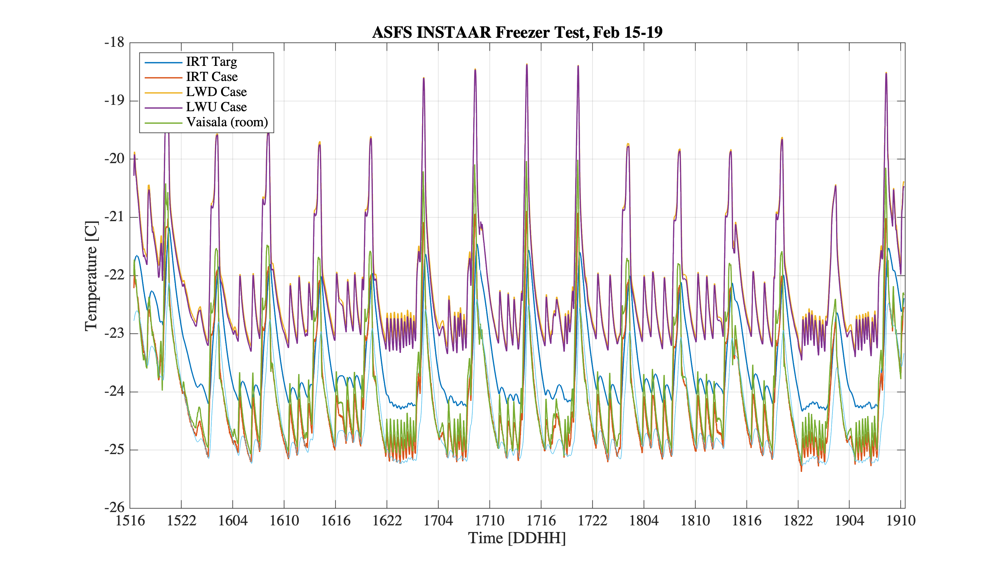 ASFS INSTAAR Freezer Test, Feb 15-19
-18
-19
-20
-21
-22
-23
-24
-25
-26
Temperature [C]
IRT Targ
IRT Case
LWD Case
LWU Case
Vaisala (room)
1516 1522 1604 1610 1616 1622 1704 1710 1716 1722 1804 1810 1816 1822 1904 1910
Time [DDHH]